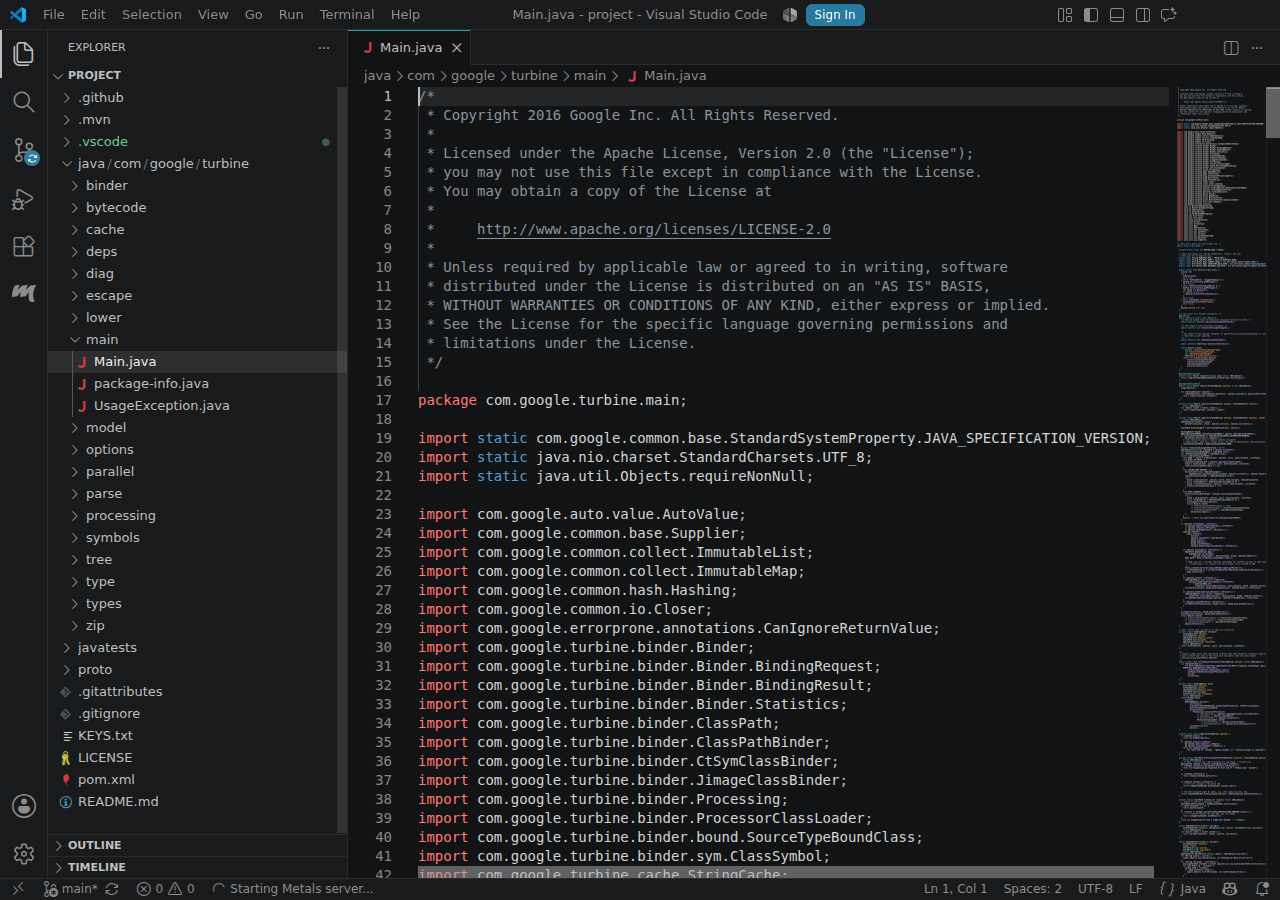 File Edit Selection View Go Run Terminal Help
Main.java - project - Visual Studio Code
Sign In
EXPLORER
PROJECT
.github
.mvn
.vscode
java/com/google/turbine
binder
bytecode
cache
deps
diag
escape
lower
main
Main.java
package-info.java
UsageException.java
model
options
parallel
parse
processing
symbols
tree
type
types
zip
javatests
proto
.gitattributes
.gitignore
KEYS.txt
LICENSE
pom.xml
README.md
OUTLINE
TIMELINE
Main.java
java > com > google > turbine > main > Main.java
1 /*
2 * Copyright 2016 Google Inc. All Rights Reserved.
3 *
4 * Licensed under the Apache License, Version 2.0 (the "License");
5 * you may not use this file except in compliance with the License.
6 * You may obtain a copy of the License at
7 *
8 * http://www.apache.org/licenses/LICENSE-2.0
9 *
10 * Unless required by applicable law or agreed to in writing, software
11 * distributed under the License is distributed on an "AS IS" BASIS,
12 * WITHOUT WARRANTIES OR CONDITIONS OF ANY KIND, either express or implied.
13 * See the License for the specific language governing permissions and
14 * limitations under the License.
15 */
16
17 package com.google.turbine.main;
18
19 import static com.google.common.base.StandardSystemProperty.JAVA_SPECIFICATION_VERSION;
20 import static java.nio.charset.StandardCharsets.UTF_8;
21 import static java.util.Objects.requireNonNull;
22
23 import com.google.auto.value.AutoValue;
24 import com.google.common.base.Supplier;
25 import com.google.common.collect.ImmutableList;
26 import com.google.common.collect.ImmutableMap;
27 import com.google.common.hash.Hashing;
28 import com.google.common.io.Closer;
29 import com.google.errorprone.annotations.CanIgnoreReturnValue;
30 import com.google.turbine.binder.Binder;
31 import com.google.turbine.binder.Binder.BindingRequest;
32 import com.google.turbine.binder.Binder.BindingResult;
33 import com.google.turbine.binder.Binder.Statistics;
34 import com.google.turbine.binder.ClassPath;
35 import com.google.turbine.binder.ClassPathBinder;
36 import com.google.turbine.binder.CtSymClassBinder;
37 import com.google.turbine.binder.JimageClassBinder;
38 import com.google.turbine.binder.Processing;
39 import com.google.turbine.binder.ProcessorClassLoader;
40 import com.google.turbine.binder.bound.SourceTypeBoundClass;
41 import com.google.turbine.binder.sym.ClassSymbol;
42 import com.google.turbine.cache.StringCache;
main* 0 0 Starting Metals server... Ln 1, Col 1 Spaces: 2 UTF-8 LF Java